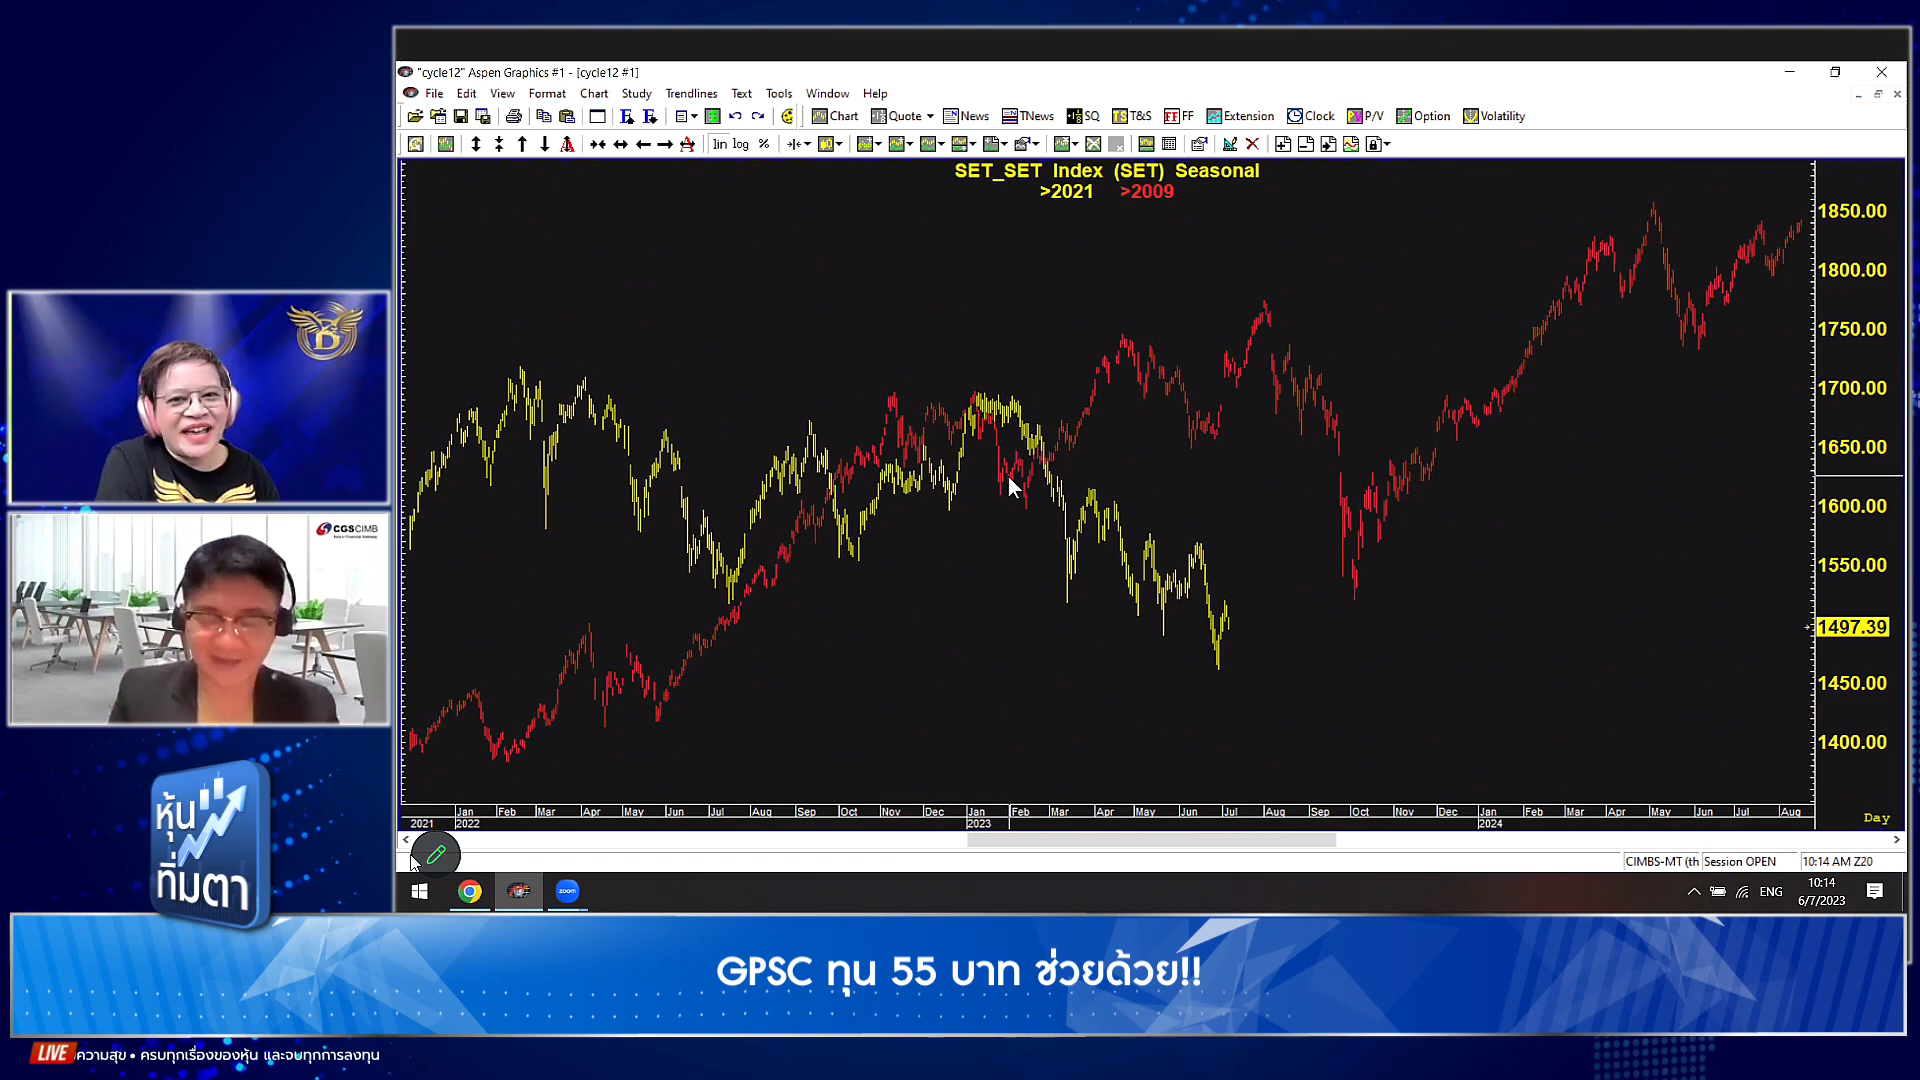 "cycle12" Aspen Graphics #1 - [cycle12 #1]
File Edit View Format Chart Study Trendlines Text Tools Window Help
Chart Quote News TNews SQ T&S FF Extension Clock P/V Option Volatility
lin log %
SET_SET Index (SET) Seasonal
>2021 >2009
1850.00
1800.00
1750.00
1700.00
1650.00
1600.00
1550.00
1497.39
1450.00
1400.00
Jan Feb Mar Apr May Jun Jul Aug Sep Oct Nov Dec Jan Feb Mar Apr May Jun Jul Aug Sep Oct Nov Dec Jan Feb Mar Apr May Jun Jul Aug
2021 2022 2023 2024
Day
CIMBS-MT (th Session OPEN 10:14 AM Z20
zoom
ENG
10:14
6/7/2023
CGS CIMB
หุ้น
ทิ่มตา
GPSC ทุน 55 บาท ช่วยด้วย!!
LIVE
ความสุข • ครบทุกเรื่องของหุ้น และจบทุกการลงทุน